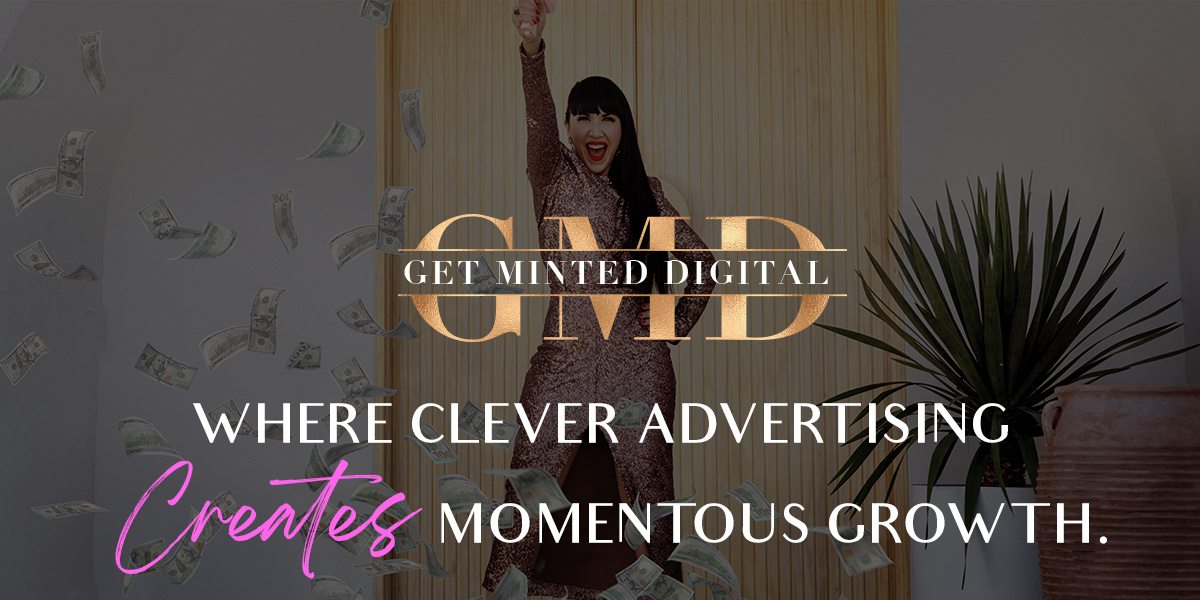 GMD
GET MINTED DIGITAL
WHERE CLEVER ADVERTISING
Creates MOMENTOUS GROWTH.